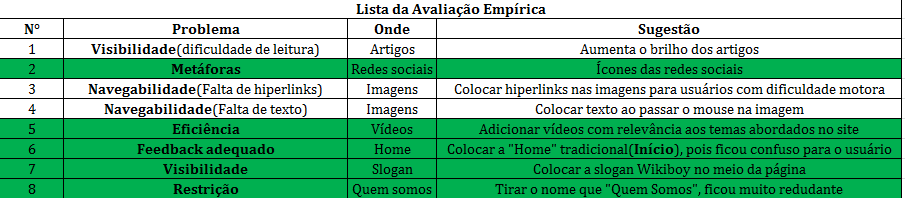 Lista da Avaliação Empírica
N° Problema Onde Sugestão
1 Visibilidade(dificuldade de leitura) Artigos Aumenta o brilho dos artigos
2 Metáforas Redes sociais Ícones das redes sociais
3 Navegabilidade(Falta de hiperlinks) Imagens Colocar hiperlinks nas imagens para usuários com dificuldade motora
4 Navegabilidade(Falta de texto) Imagens Colocar texto ao passar o mouse na imagem
5 Eficiência Vídeos Adicionar vídeos com relevância aos temas abordados no site
6 Feedback adequado Home Colocar a "Home" tradicional(Início), pois ficou confuso para o usuário
7 Visibilidade Slogan Colocar a slogan Wikiboy no meio da página
8 Restrição Quem somos Tirar o nome que "Quem Somos", ficou muito redudante